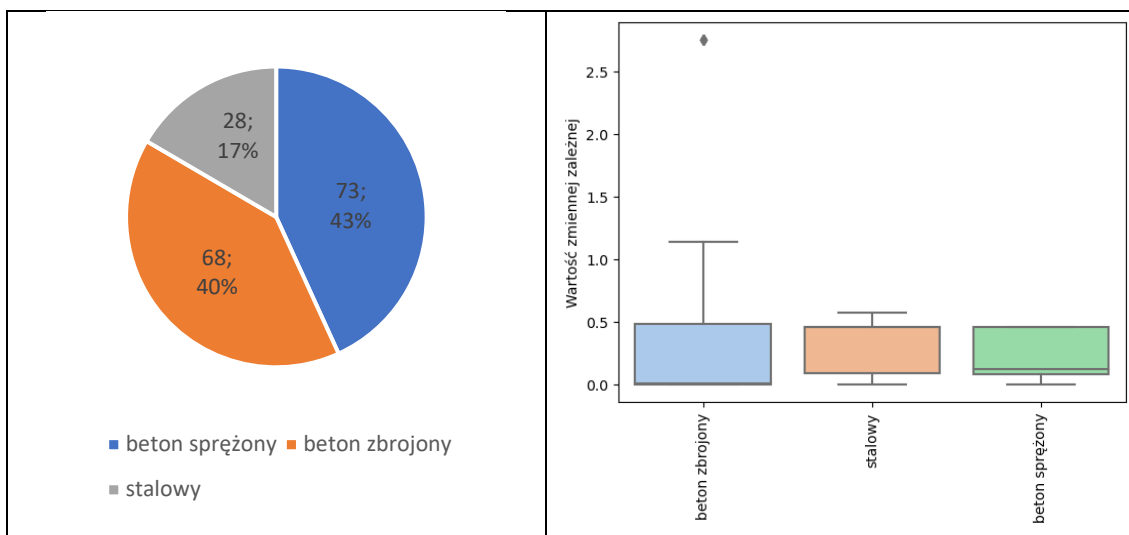 28;
17%
73;
43%
68;
40%
beton sprężony
beton zbrojony
stalowy
Wartość zmiennej zależnej
2.5
2.0
1.5
1.0
0.5
0.0
beton zbrojony
stalowy
beton sprężony